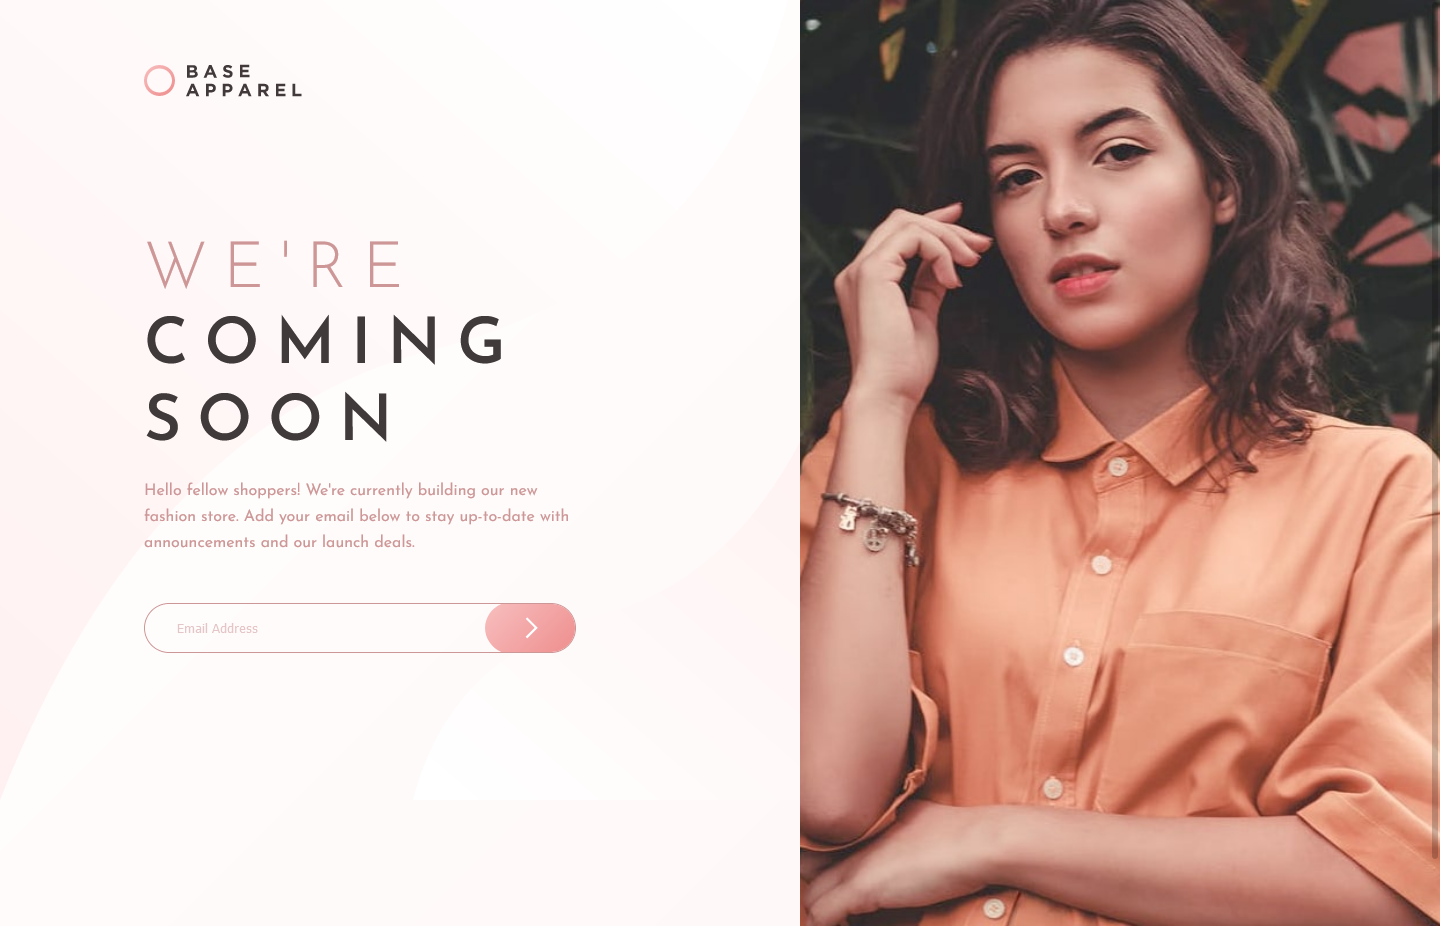 BASE
APPAREL
WE'RE
COMING
SOON
Hello fellow shoppers! We're currently building our new
fashion store. Add your email below to stay up-to-date with
announcements and our launch deals.
Email Address